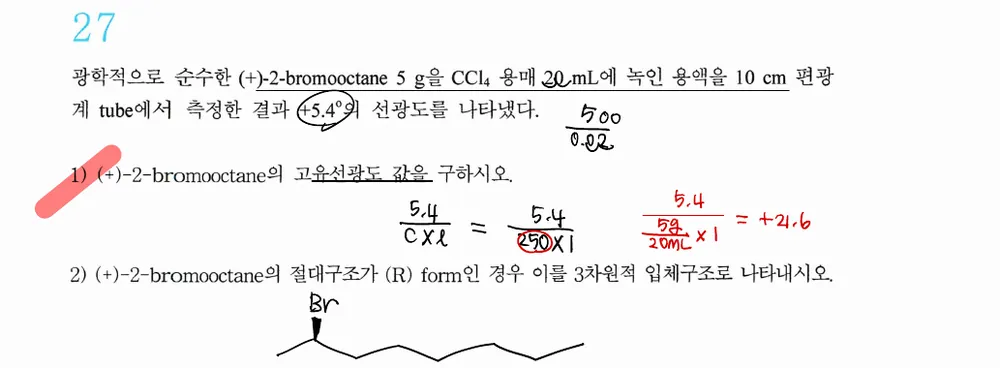 27
광학적으로 순수한 (+)-2-bromooctane 5 g을 CCl₄ 용매 20 mL에 녹인 용액을 10 cm 편광
계 tube에서 측정한 결과 +5.4°의 선광도를 나타냈다.
500
0.02
1) (+)-2-bromooctane의 고유선광도 값을 구하시오.
5.4
C×l
=
5.4
250×1
5.4
5g
20mL
×1
= +21.6
2) (+)-2-bromooctane의 절대구조가 (R) form인 경우 이를 3차원적 입체구조로 나타내시오.
Br